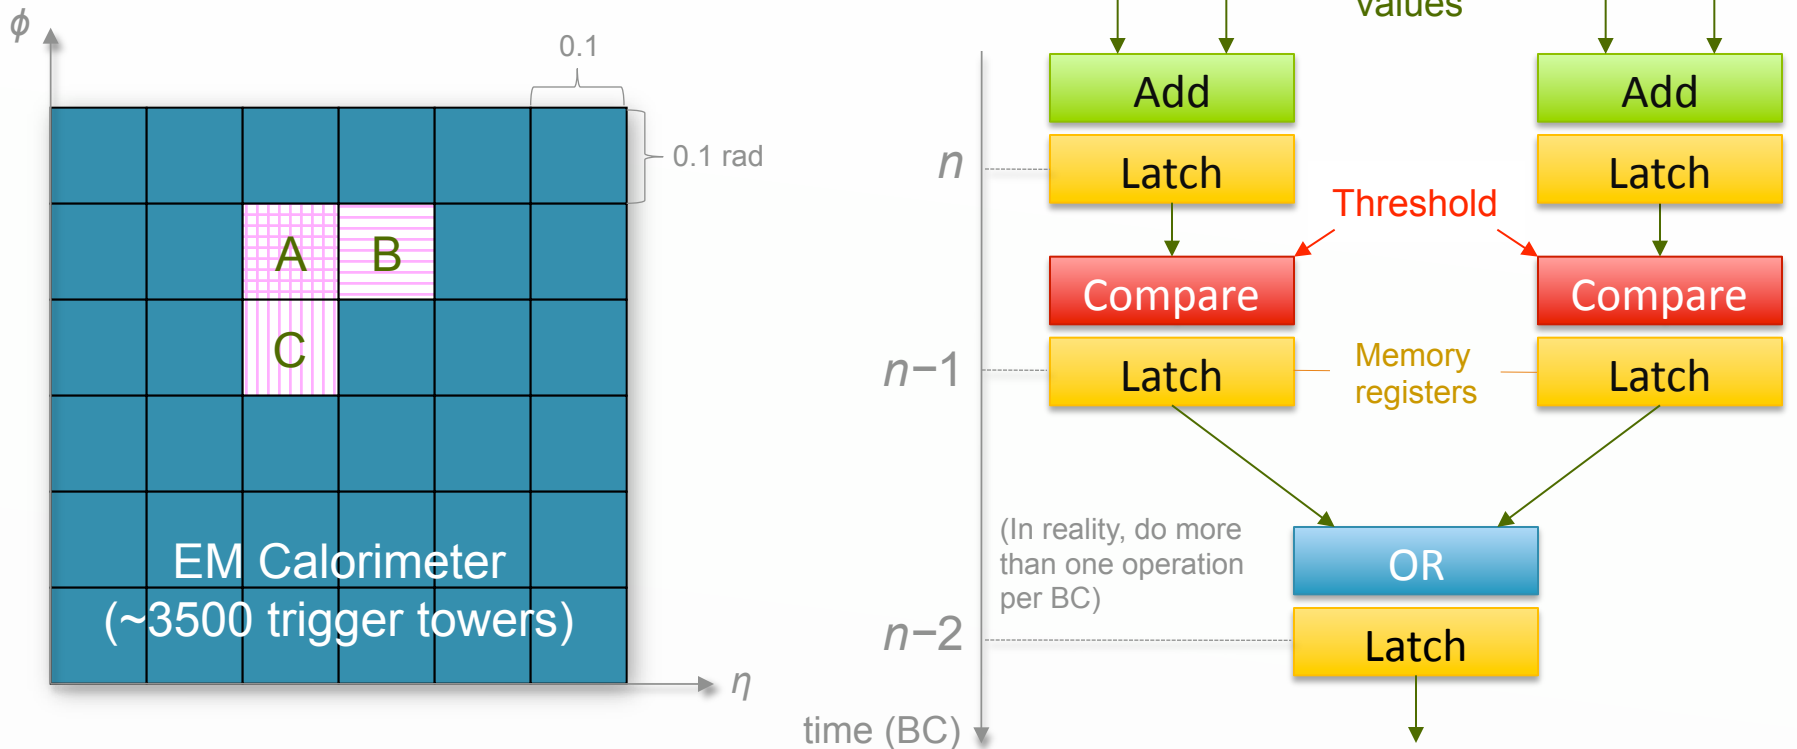 ϕ
0.1
0.1 rad
A
B
C
EM Calorimeter
(~3500 trigger towers)
η
values
Add
Add
n
Latch
Latch
Threshold
Compare
Compare
n−1
Latch
Memory
registers
Latch
(In reality, do more
than one operation
per BC)
OR
n−2
Latch
time (BC)